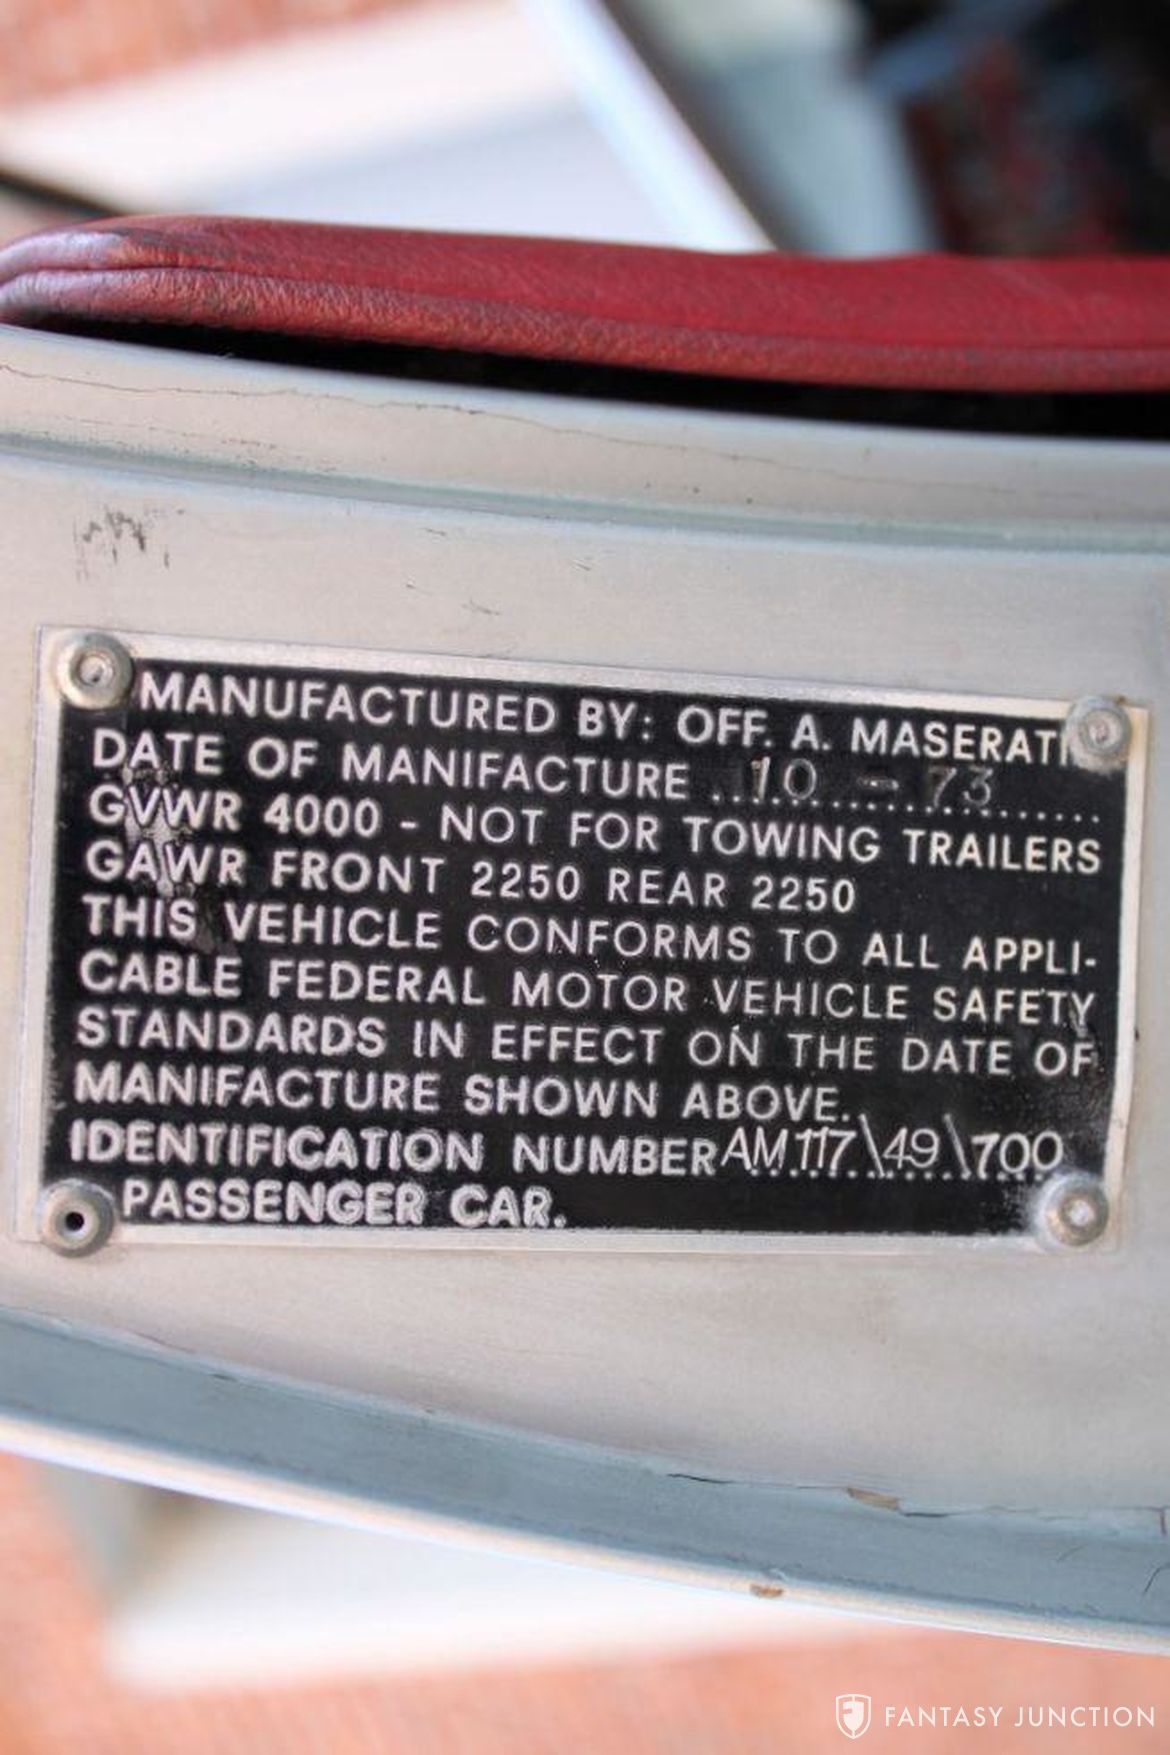 MANUFACTURED BY: OFF. A. MASERATI
DATE OF MANIFACTURE 10 - 73
GVWR 4000 - NOT FOR TOWING TRAILERS
GAWR FRONT 2250 REAR 2250
THIS VEHICLE CONFORMS TO ALL APPLI-
CABLE FEDERAL MOTOR VEHICLE SAFETY
STANDARDS IN EFFECT ON THE DATE OF
MANIFACTURE SHOWN ABOVE.
IDENTIFICATION NUMBER AM117\49\700
PASSENGER CAR.
FANTASY JUNCTION